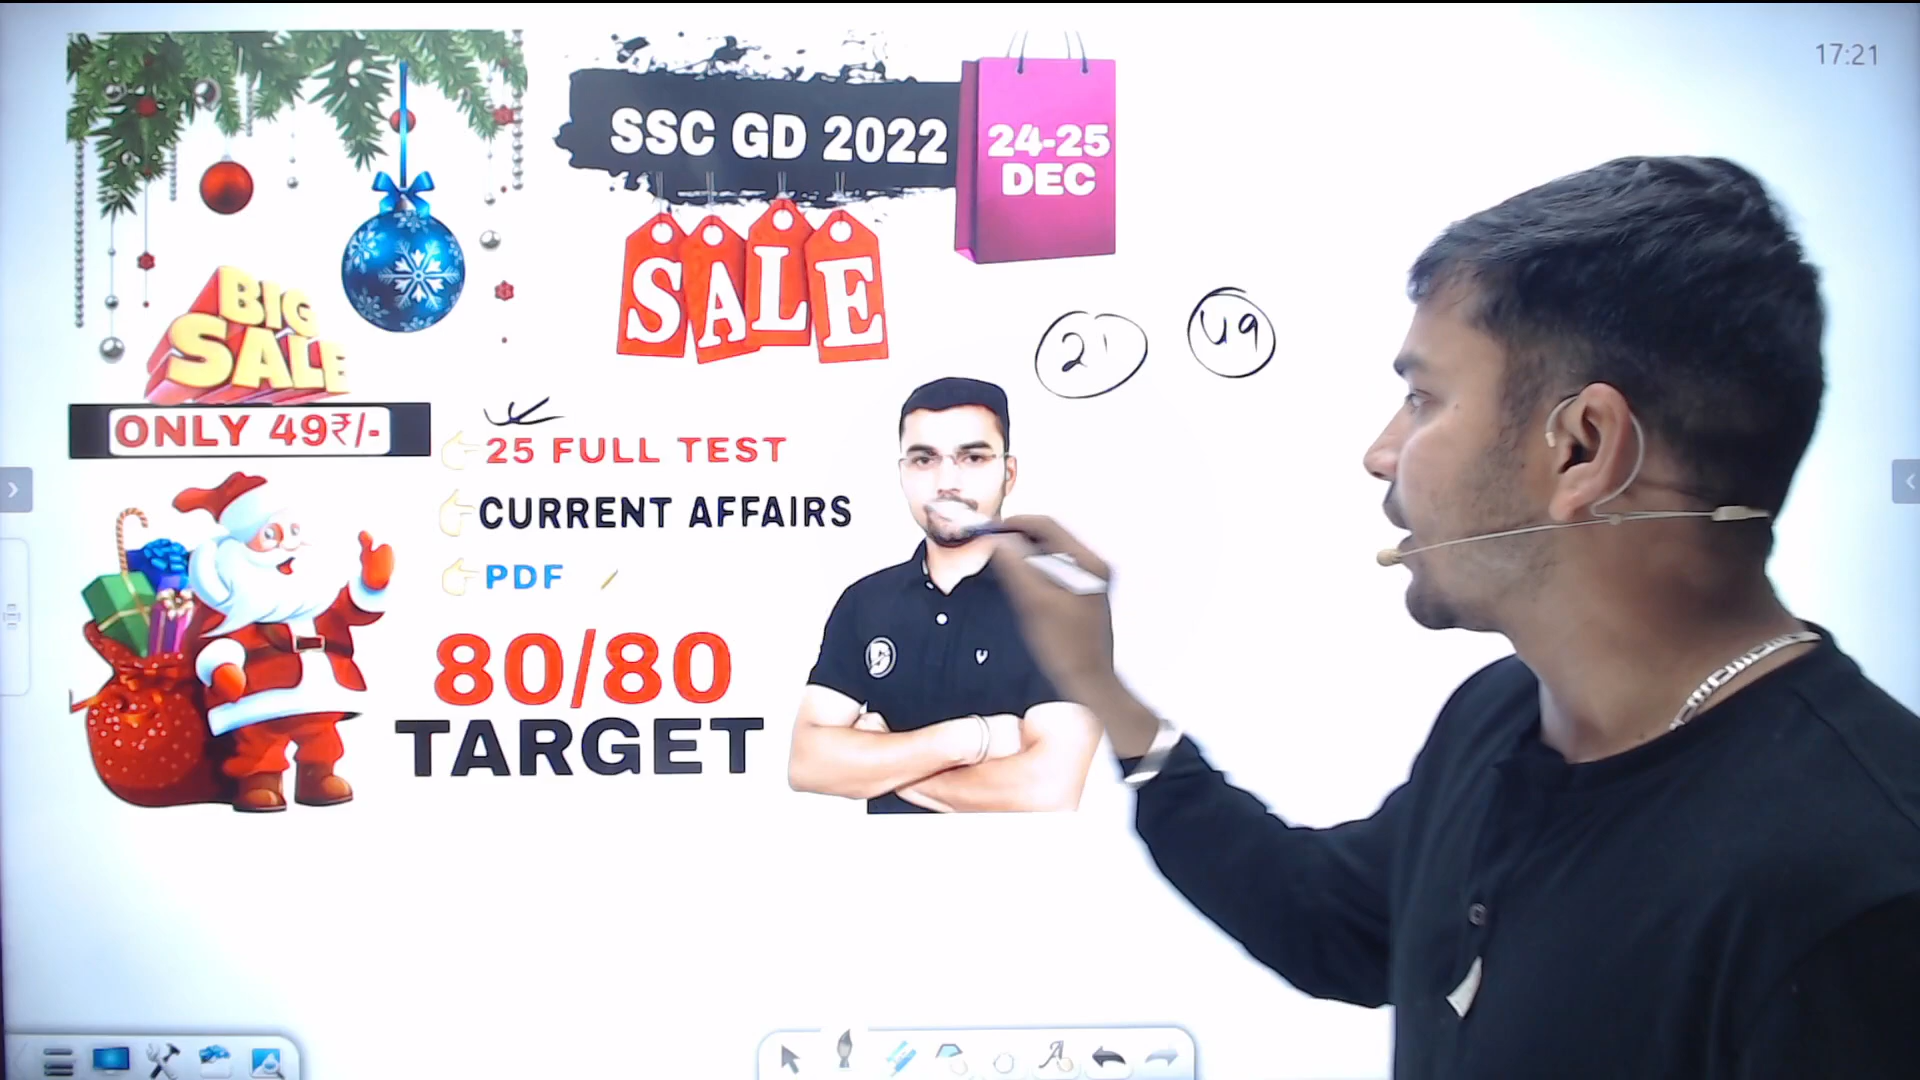 17:21
SSC GD 2022
24-25
DEC
SALE
BIG
SALE
21
49
ONLY 49₹/-
25 FULL TEST
CURRENT AFFAIRS
PDF
80/80
TARGET